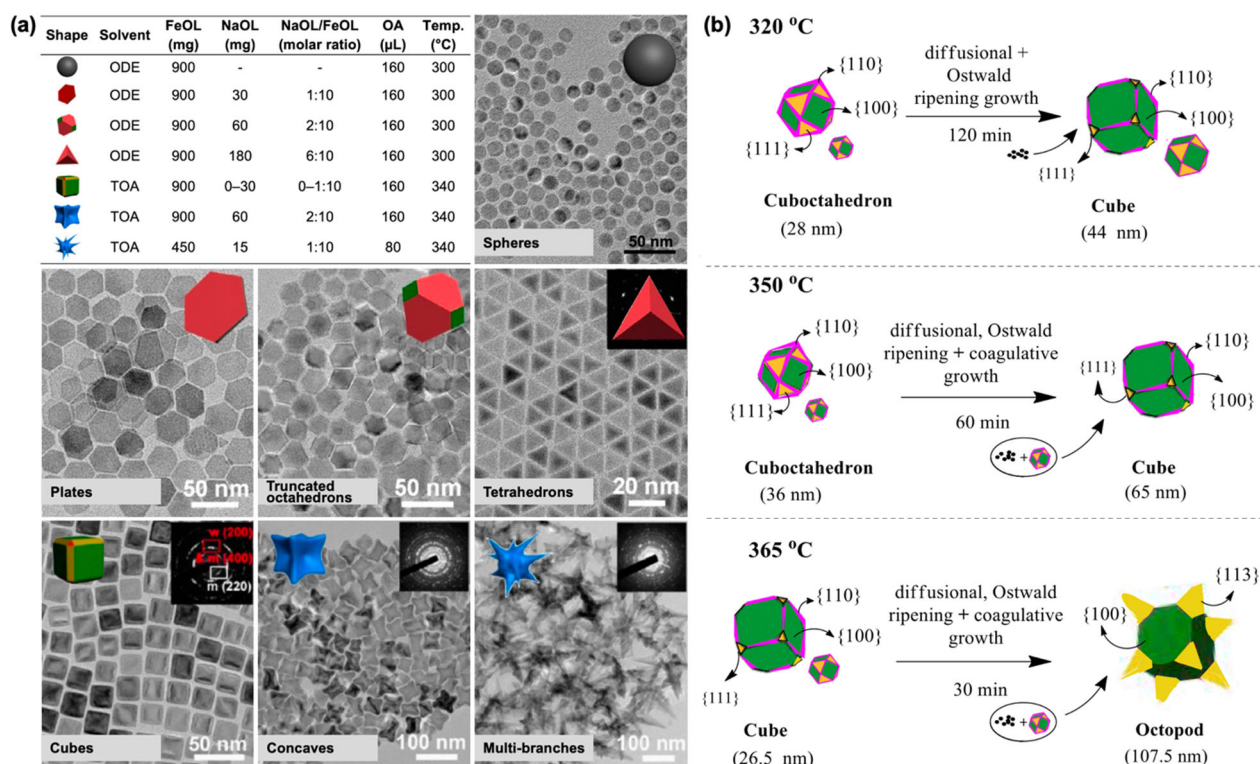 (a)
Shape Solvent FeOL (mg) NaOL (mg) NaOL/FeOL (molar ratio) OA (µL) Temp. (°C)
ODE 900 - - 160 300
ODE 900 30 1:10 160 300
ODE 900 60 2:10 160 300
ODE 900 180 6:10 160 300
TOA 900 0–30 0–1:10 160 340
TOA 900 60 2:10 160 340
TOA 450 15 1:10 80 340
Spheres
50 nm
Plates
50 nm
Truncated
octahedrons
50 nm
Tetrahedrons
20 nm
w (200)
& m (400)
m (220)
Cubes
50 nm
Concaves
100 nm
Multi-branches
100 nm
(b)
320 °C
{110}
{100}
{111}
Cuboctahedron
(28 nm)
diffusional +
Ostwald
ripening growth
120 min
{110}
{100}
{111}
Cube
(44 nm)
350 °C
{110}
{100}
{111}
Cuboctahedron
(36 nm)
diffusional, Ostwald
ripening + coagulative
growth
60 min
+
{110}
{111}
{100}
Cube
(65 nm)
365 °C
{110}
{100}
{111}
Cube
(26.5 nm)
diffusional, Ostwald
ripening + coagulative
growth
30 min
+
{113}
{100}
Octopod
(107.5 nm)